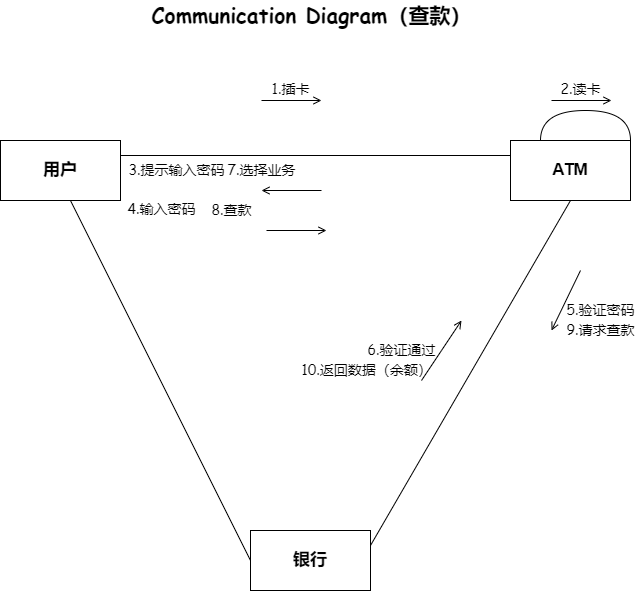 Communication Diagram（查款）
1.插卡
2.读卡
用户
ATM
3.提示输入密码 7.选择业务
4.输入密码 8.查款
5.验证密码
9.请求查款
6.验证通过
10.返回数据（余额）
银行